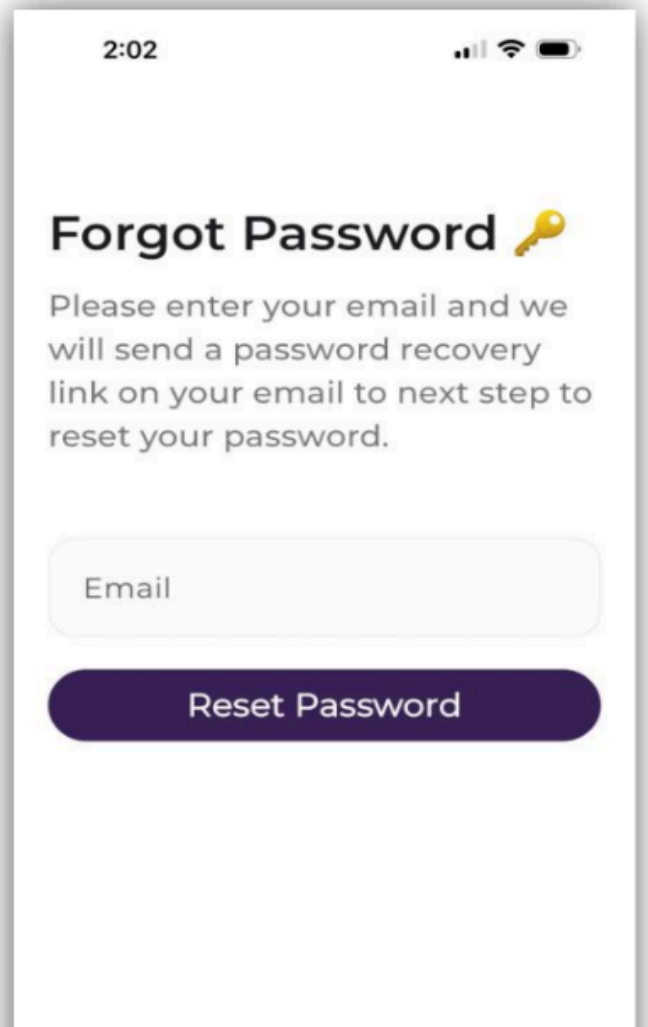 2:02
Forgot Password 🔑
Please enter your email and we
will send a password recovery
link on your email to next step to
reset your password.
Email
Reset Password